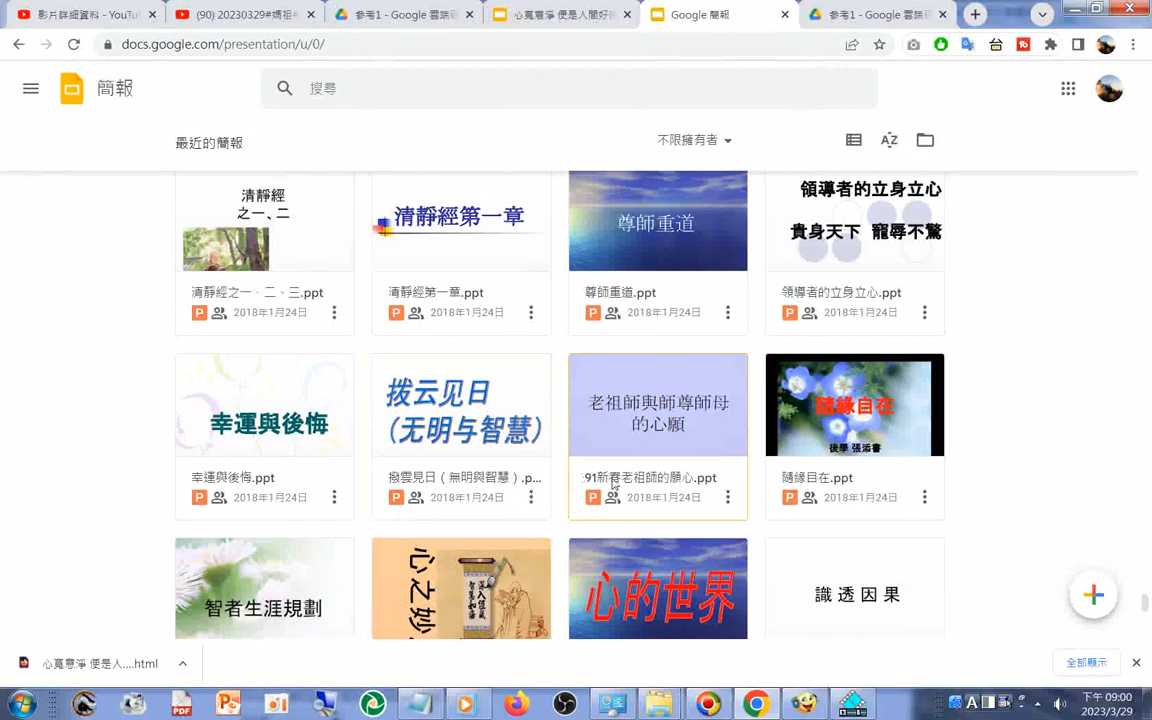 影片詳細資料 - YouTu
(90) 20230329#媽祖
參考1 - Google 雲端
心寬意淨 便是人間好
Google 簡報
參考1 - Google 雲端
docs.google.com/presentation/u/0/
簡報
搜尋
最近的簡報
不限擁有者
清靜經
之一、二
清靜經第一章
尊師重道
領導者的立身立心
貴身天下 寵辱不驚
清靜經之一、二、三.ppt
清靜經第一章.ppt
尊師重道.ppt
領導者的立身立心.ppt
P 2018年1月24日
P 2018年1月24日
P 2018年1月24日
P 2018年1月24日
幸運與後悔
拨云见日
(无明与智慧)
老祖師與師尊師母
的心願
隨緣自在
後學 張添書
幸運與後悔.ppt
撥雲見日（無明與智慧）.p...
91新春老祖師的願心.ppt
隨緣自在.ppt
P 2018年1月24日
P 2018年1月24日
P 2018年1月24日
P 2018年1月24日
智者生涯規劃
心之妙
深入經藏
智慧如海
心的世界
識透因果
心寬意淨 便是人....html
全部顯示
PDF
A
下午 09:00
2023/3/29